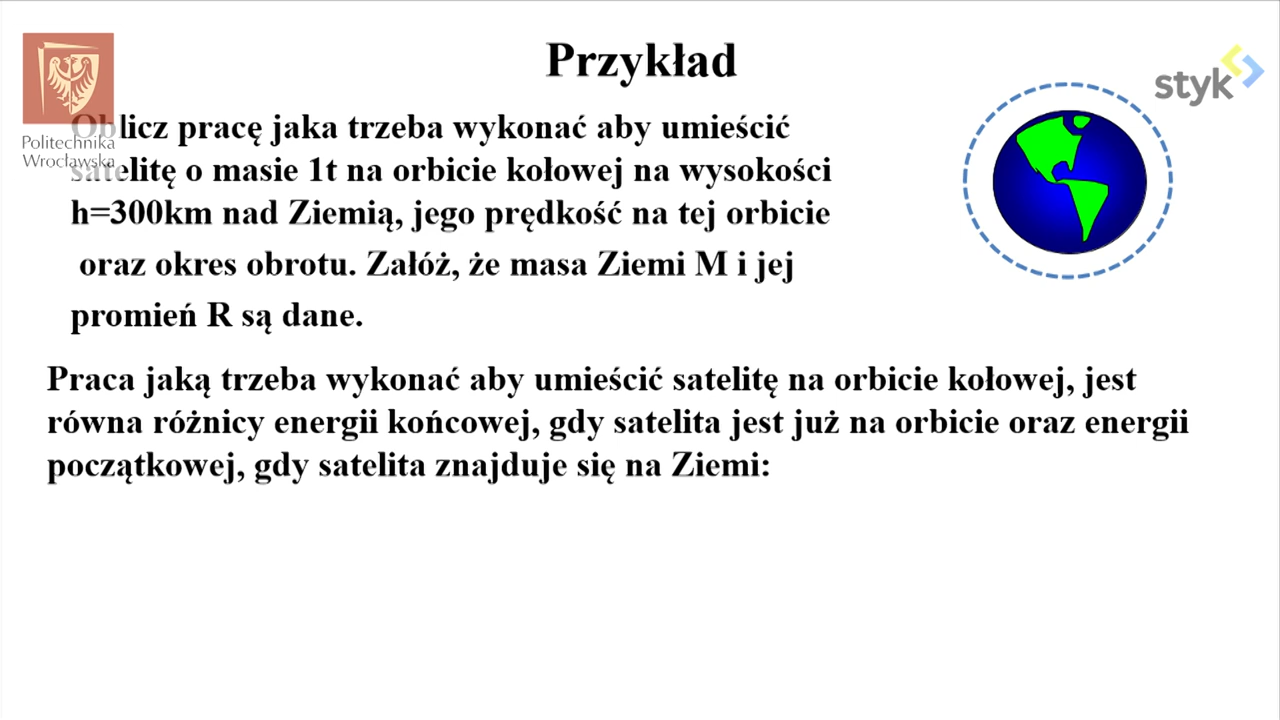 Przykład
styk
Politechnika
Wrocławska
Oblicz pracę jaka trzeba wykonać aby umieścić
satelitę o masie 1t na orbicie kołowej na wysokości
h=300km nad Ziemią, jego prędkość na tej orbicie
oraz okres obrotu. Załóż, że masa Ziemi M i jej
promień R są dane.
Praca jaką trzeba wykonać aby umieścić satelitę na orbicie kołowej, jest
równa różnicy energii końcowej, gdy satelita jest już na orbicie oraz energii
początkowej, gdy satelita znajduje się na Ziemi: